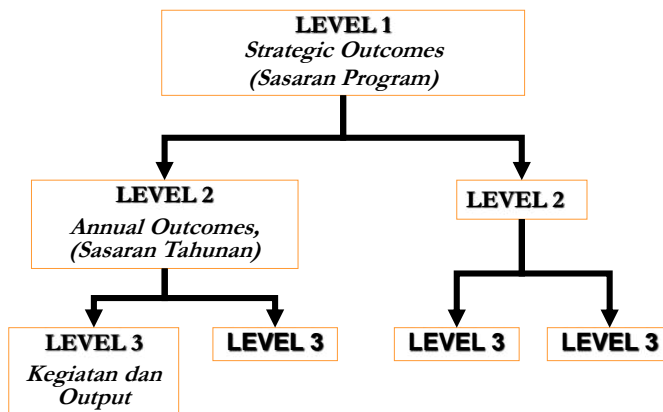 LEVEL 1
Strategic Outcomes
(Sasaran Program)
LEVEL 2
Annual Outcomes,
(Sasaran Tahunan)
LEVEL 2
LEVEL 3
Kegiatan dan
Output
LEVEL 3
LEVEL 3
LEVEL 3